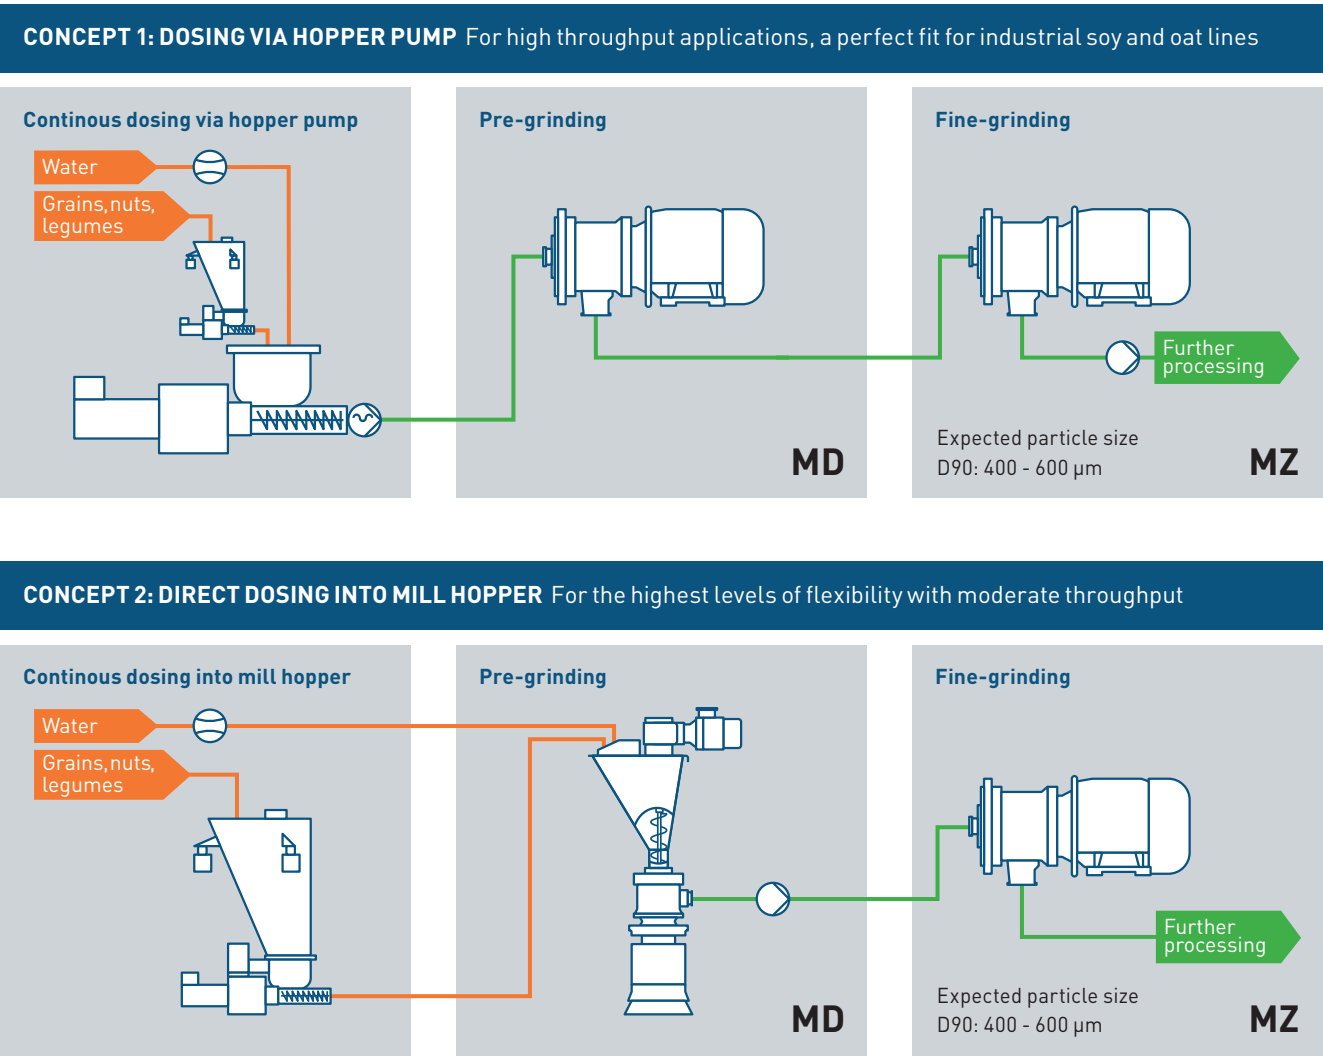 CONCEPT 1: DOSING VIA HOPPER PUMP For high throughput applications, a perfect fit for industrial soy and oat lines
Continous dosing via hopper pump
Water
Grains, nuts,
legumes
Pre-grinding
MD
Fine-grinding
Further
processing
Expected particle size
D90: 400 - 600 µm
MZ
CONCEPT 2: DIRECT DOSING INTO MILL HOPPER For the highest levels of flexibility with moderate throughput
Continous dosing into mill hopper
Water
Grains, nuts,
legumes
Pre-grinding
MD
Fine-grinding
Further
processing
Expected particle size
D90: 400 - 600 µm
MZ